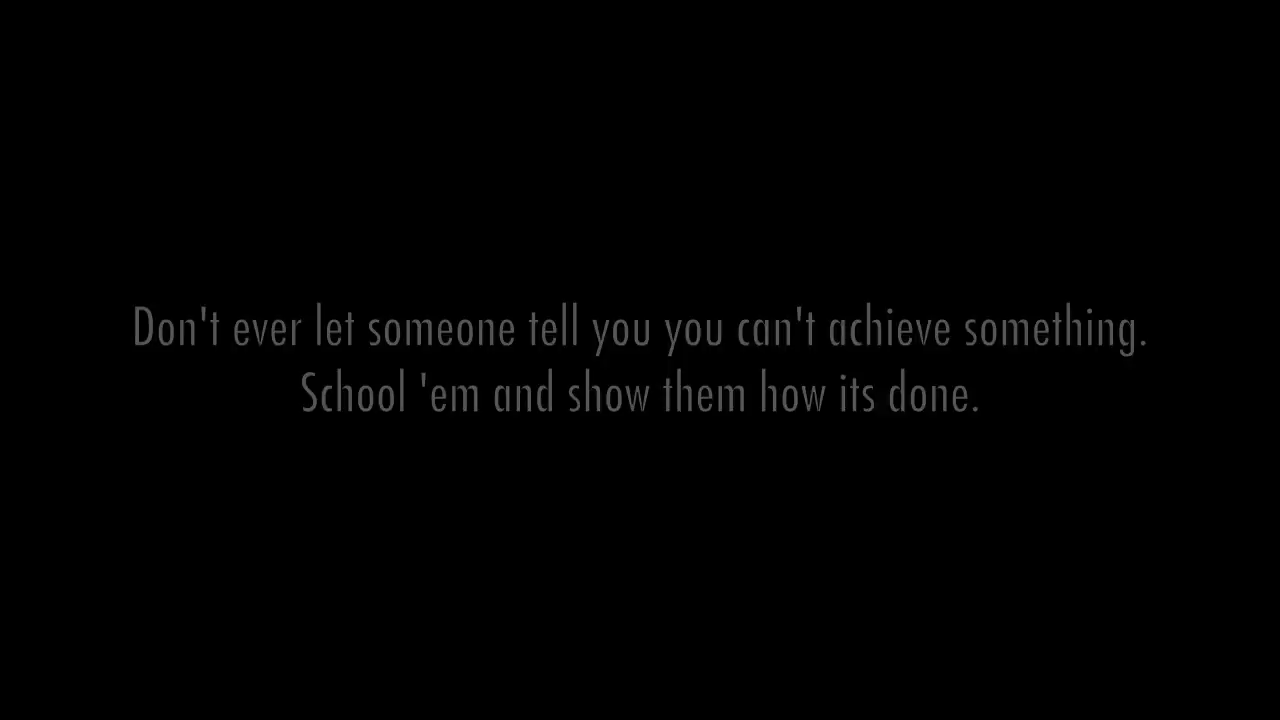 Don't ever let someone tell you you can't achieve something.
School 'em and show them how its done.